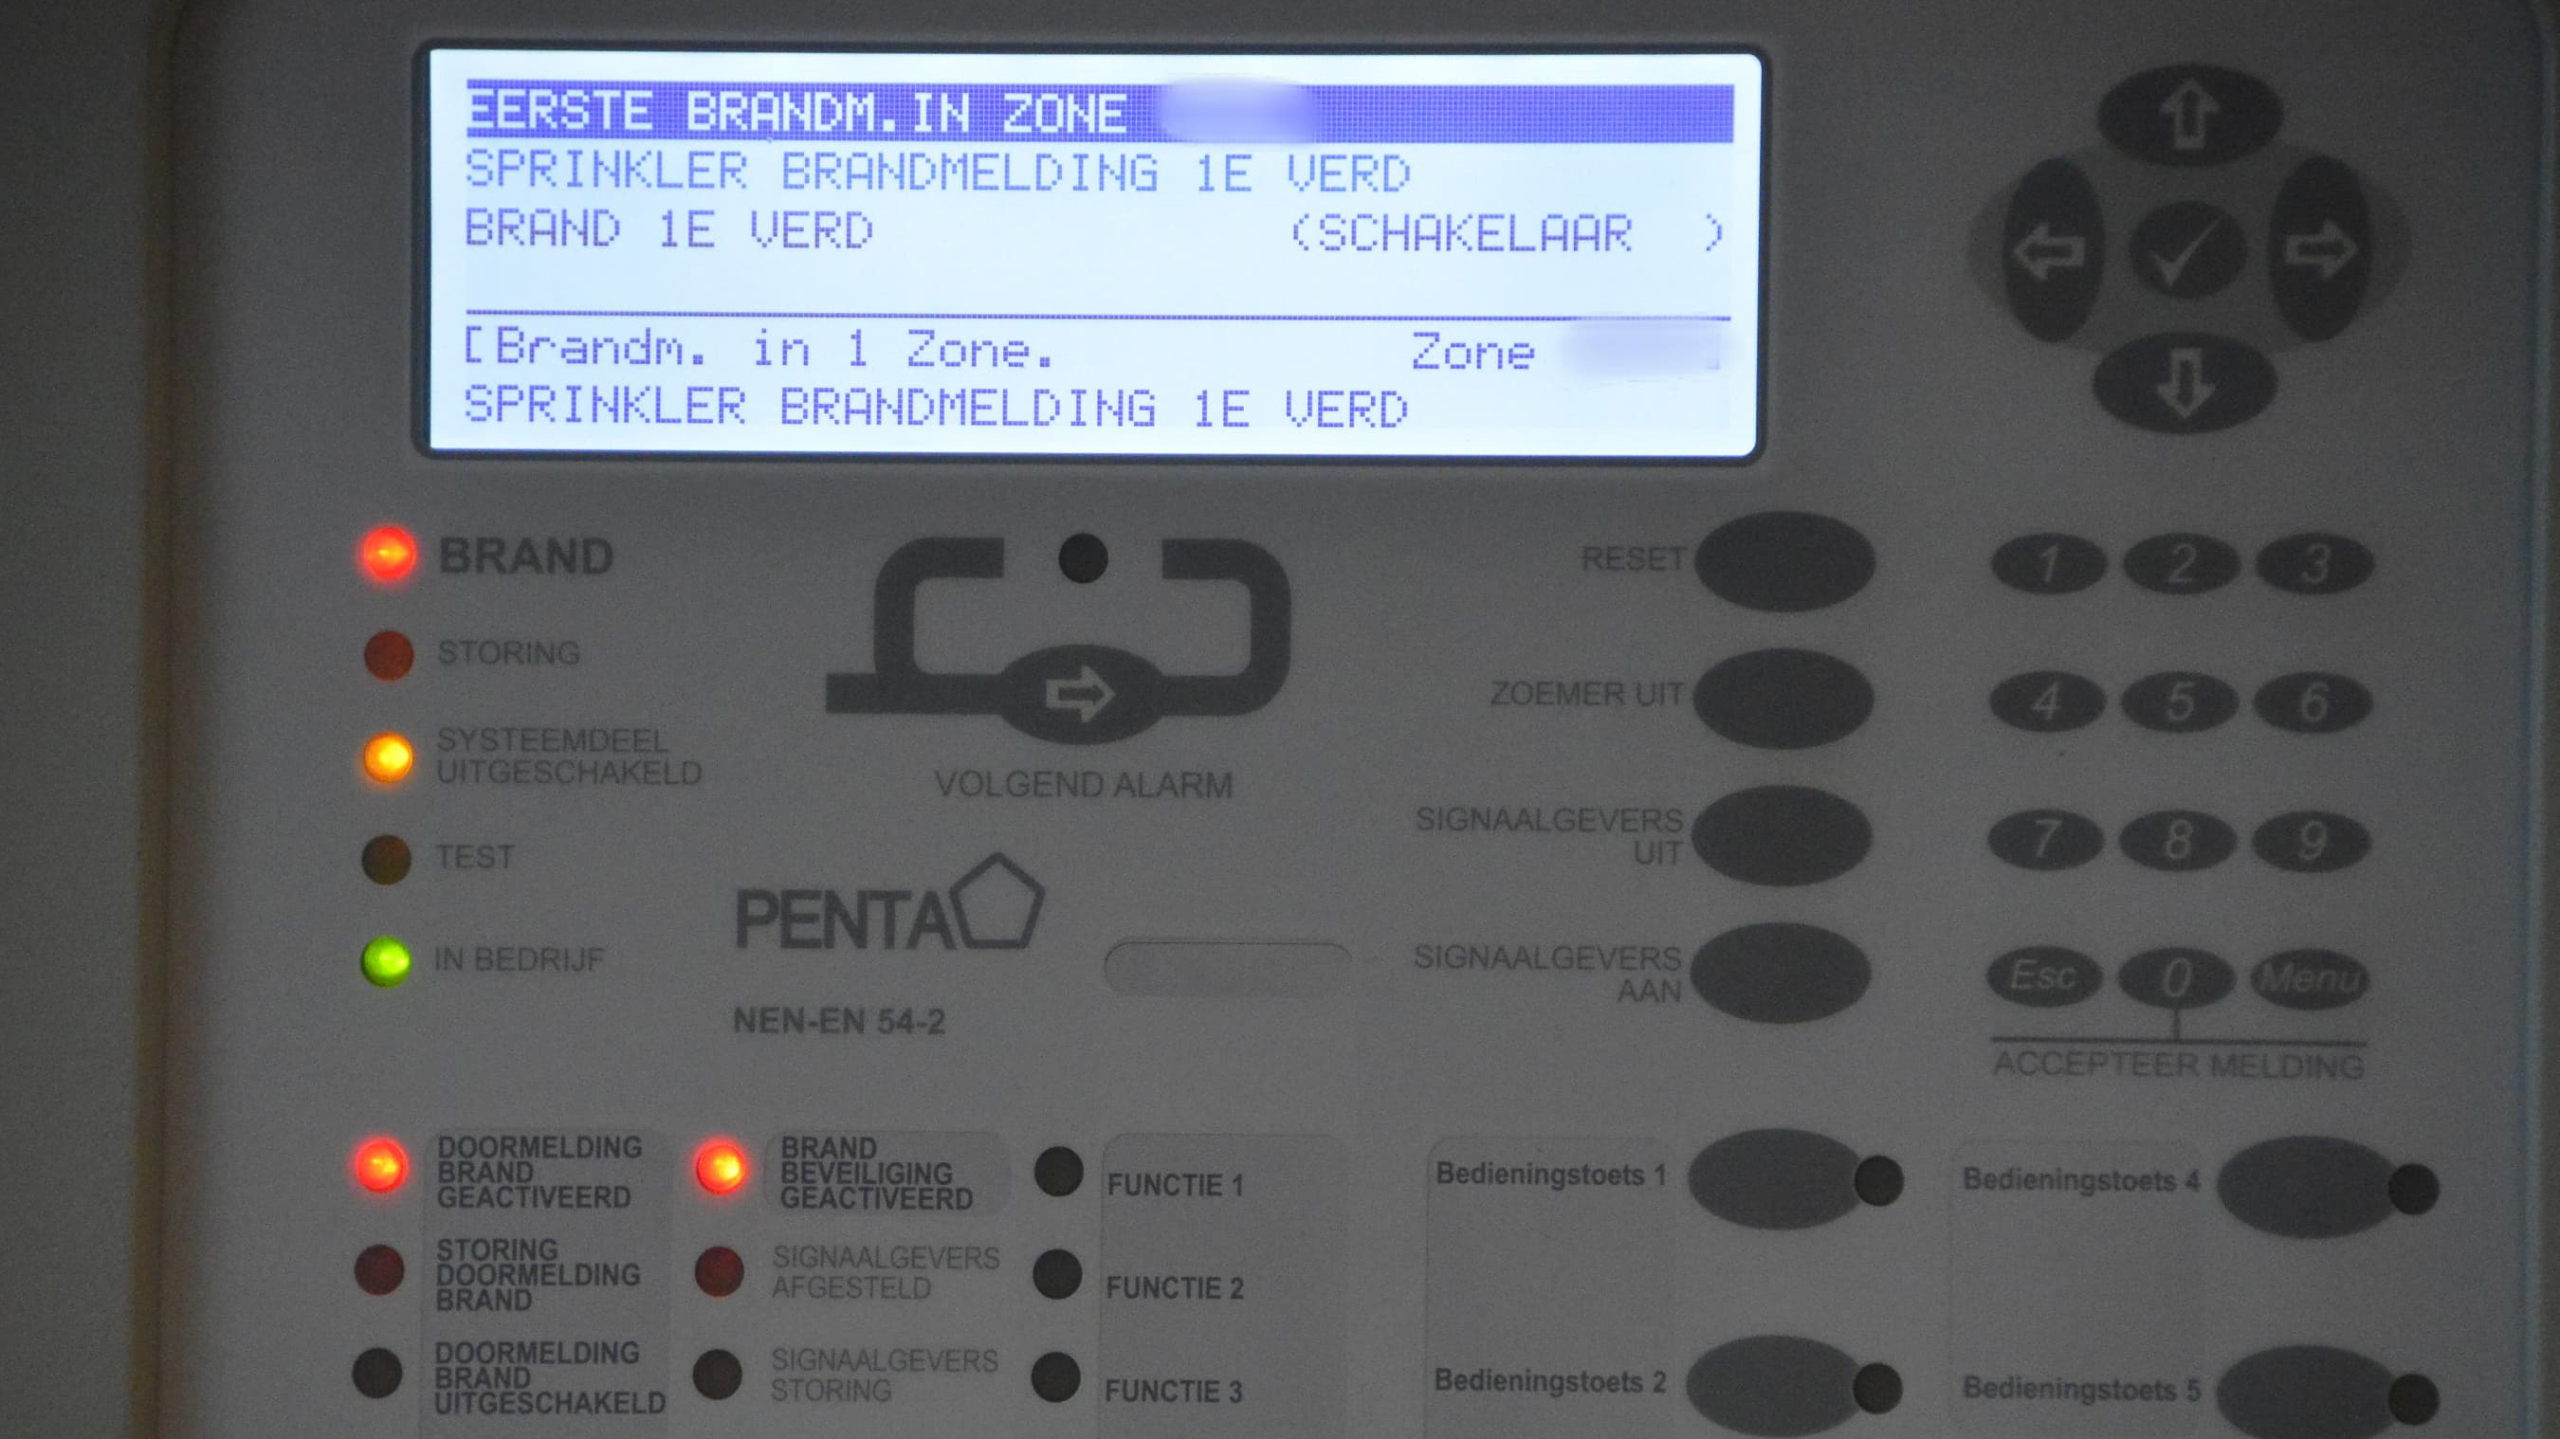 EERSTE BRANDM.IN ZONE
SPRINKLER BRANDMELDING 1E VERD
BRAND 1E VERD (SCHAKELAAR )
[Brandm. in 1 Zone. Zone
SPRINKLER BRANDMELDING 1E VERD
BRAND
STORING
SYSTEEMDEEL
UITGESCHAKELD
TEST
IN BEDRIJF
VOLGEND ALARM
PENTA
NEN-EN 54-2
RESET
ZOEMER UIT
SIGNAALGEVERS
UIT
SIGNAALGEVERS
AAN
1 2 3
4 5 6
7 8 9
Esc 0 Menu
ACCEPTEER MELDING
DOORMELDING
BRAND
GEACTIVEERD
STORING
DOORMELDING
BRAND
DOORMELDING
BRAND
UITGESCHAKELD
BRAND
BEVEILIGING
GEACTIVEERD
SIGNAALGEVERS
AFGESTELD
SIGNAALGEVERS
STORING
FUNCTIE 1
FUNCTIE 2
FUNCTIE 3
Bedieningstoets 1
Bedieningstoets 2
Bedieningstoets 4
Bedieningstoets 5